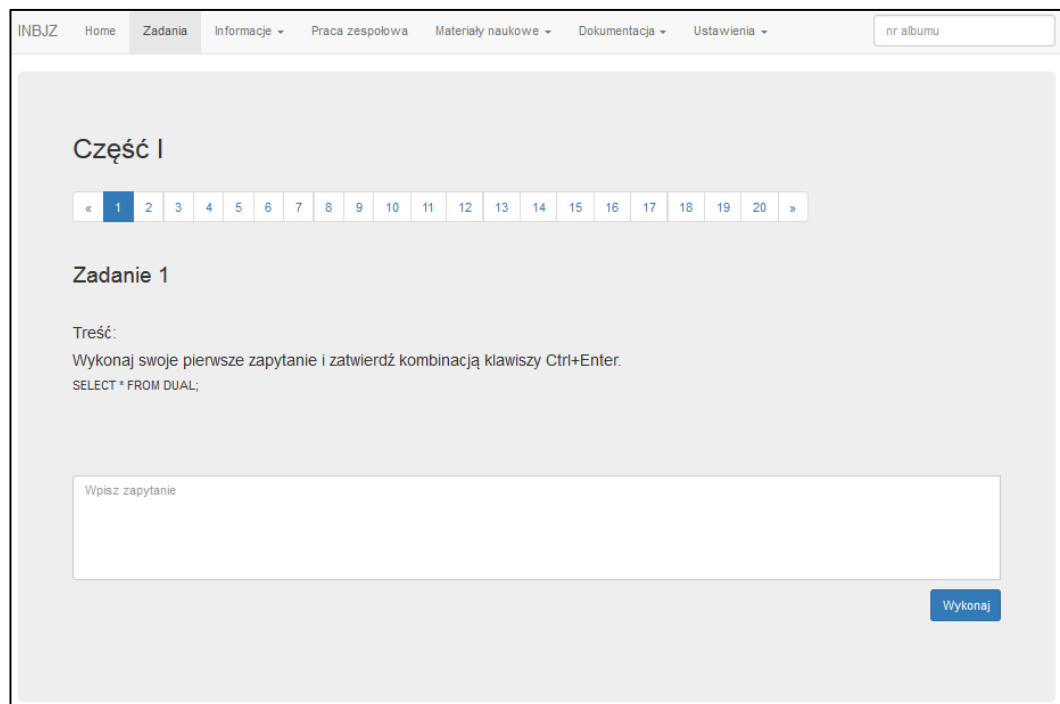 INBJZ Home Zadania Informacje Praca zespołowa Materiały naukowe Dokumentacja Ustawienia nr albumu
Część I
« 1 2 3 4 5 6 7 8 9 10 11 12 13 14 15 16 17 18 19 20 »
Zadanie 1
Treść:
Wykonaj swoje pierwsze zapytanie i zatwierdź kombinacją klawiszy Ctrl+Enter.
SELECT * FROM DUAL;
Wpisz zapytanie
Wykonaj